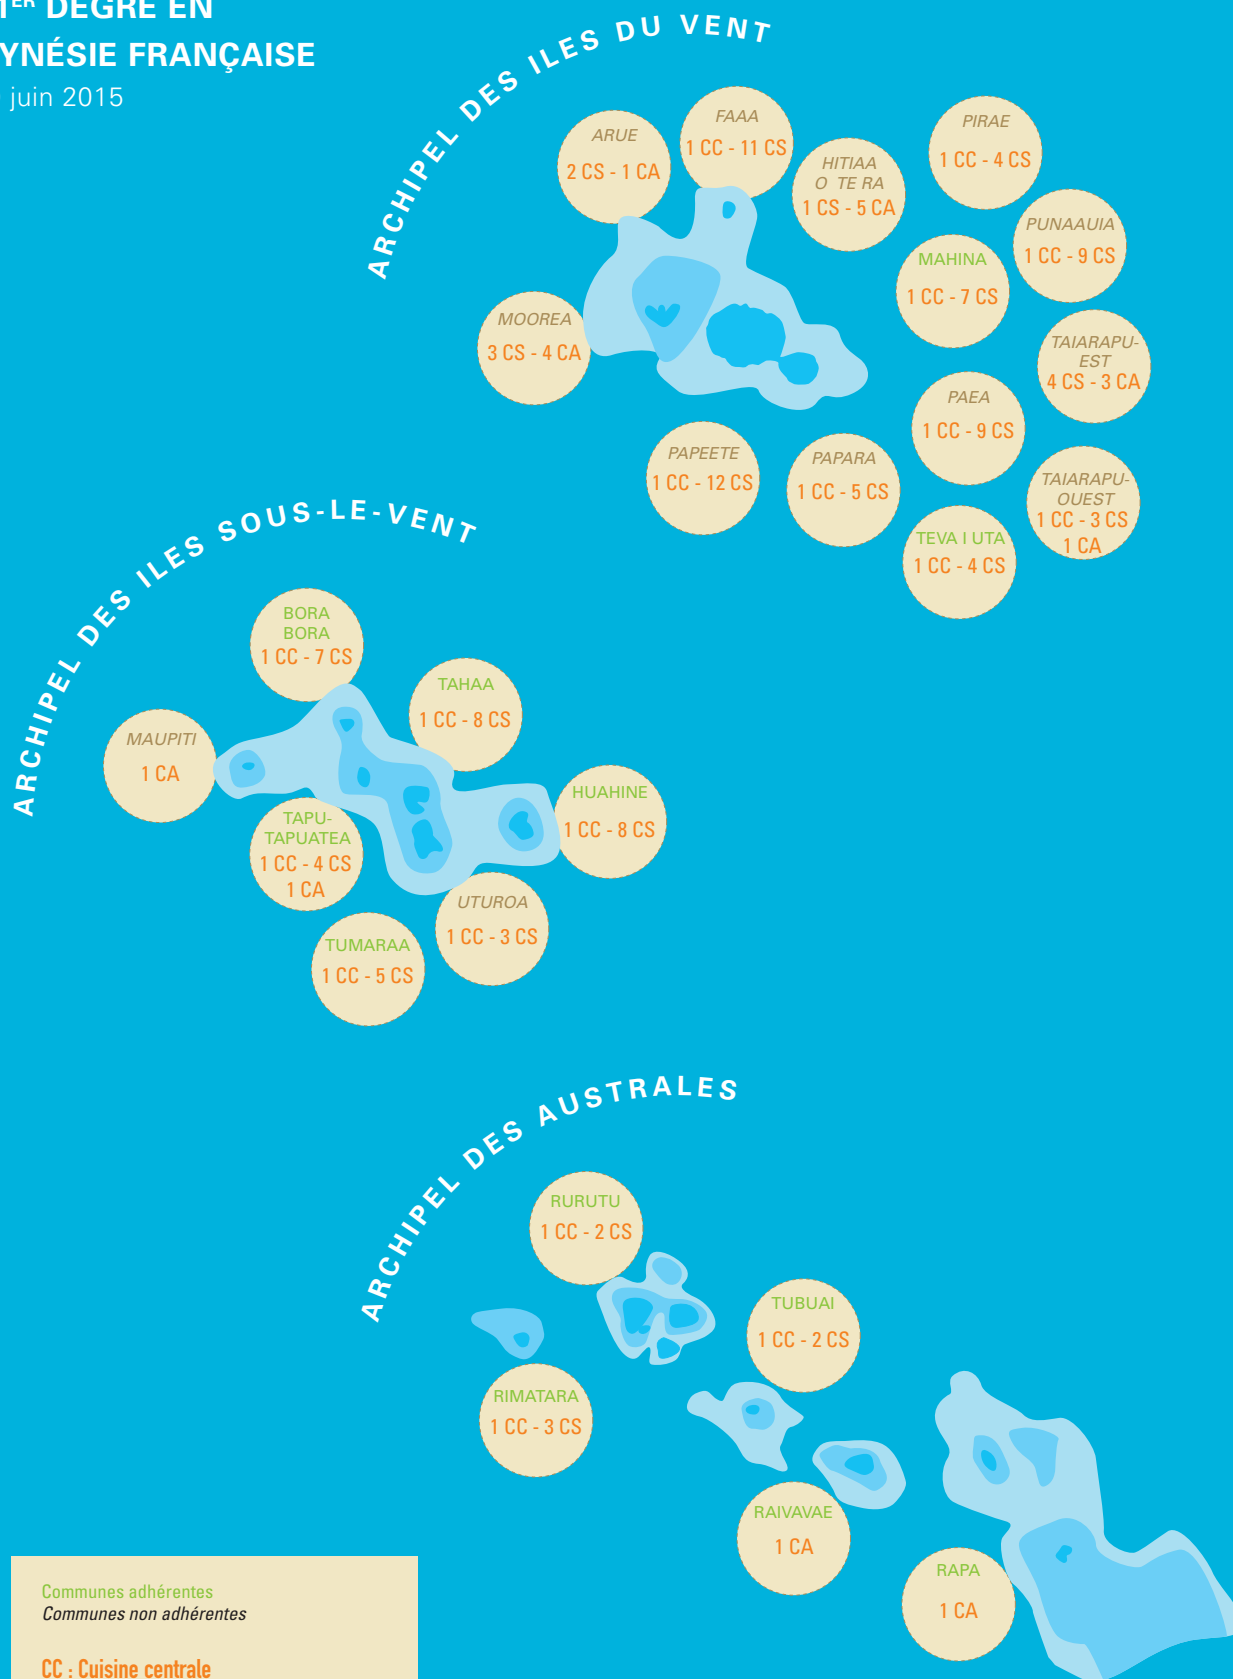 1ER DEGRÉ EN
YNÉSIE FRANÇAISE
juin 2015
ARCHIPEL DES ILES DU VENT
ARUE
2 CS - 1 CA
FAAA
1 CC - 11 CS
HITIAA
O TE RA
1 CS - 5 CA
PIRAE
1 CC - 4 CS
PUNAAUIA
1 CC - 9 CS
MAHINA
1 CC - 7 CS
MOOREA
3 CS - 4 CA
TAIARAPU-
EST
4 CS - 3 CA
PAEA
1 CC - 9 CS
PAPEETE
1 CC - 12 CS
PAPARA
1 CC - 5 CS
TAIARAPU-
OUEST
1 CC - 3 CS
1 CA
TEVA I UTA
1 CC - 4 CS
ARCHIPEL DES ILES SOUS-LE-VENT
BORA
BORA
1 CC - 7 CS
TAHAA
1 CC - 8 CS
MAUPITI
1 CA
HUAHINE
1 CC - 8 CS
TAPU-
TAPUATEA
1 CC - 4 CS
1 CA
UTUROA
1 CC - 3 CS
TUMARAA
1 CC - 5 CS
ARCHIPEL DES AUSTRALES
RURUTU
1 CC - 2 CS
TUBUAI
1 CC - 2 CS
RIMATARA
1 CC - 3 CS
RAIVAVAE
1 CA
RAPA
1 CA
Communes adhérentes
Communes non adhérentes
CC : Cuisine centrale